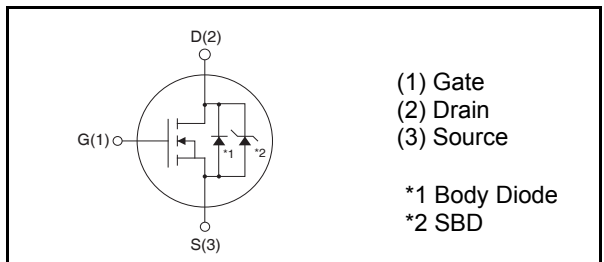 D(2)
G(1)
*1
*2
S(3)
(1) Gate
(2) Drain
(3) Source
*1 Body Diode
*2 SBD